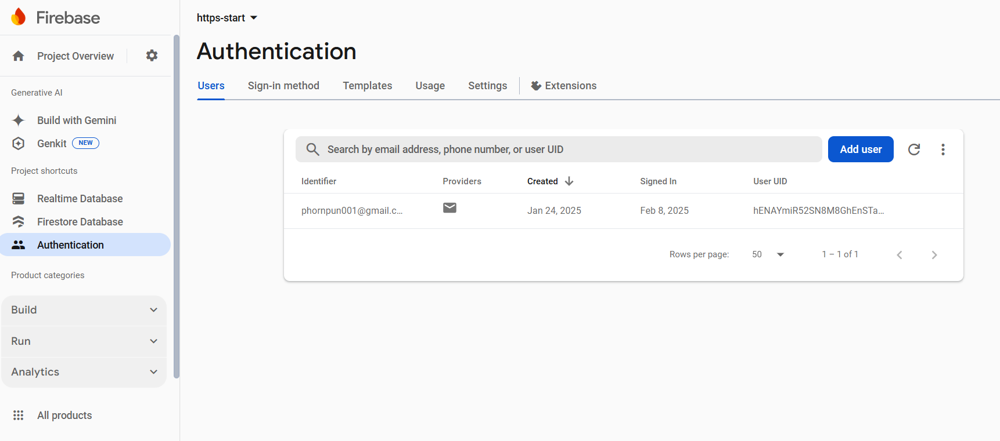 Firebase
Project Overview
Generative AI
Build with Gemini
Genkit NEW
Project shortcuts
Realtime Database
Firestore Database
Authentication
Product categories
Build
Run
Analytics
All products
https-start
Authentication
Users Sign-in method Templates Usage Settings Extensions
Search by email address, phone number, or user UID Add user
Identifier Providers Created Signed In User UID
phornpun001@gmail.c... Jan 24, 2025 Feb 8, 2025 hENAYmiR52SN8M8GhEnSTa...
Rows per page: 50 1 – 1 of 1